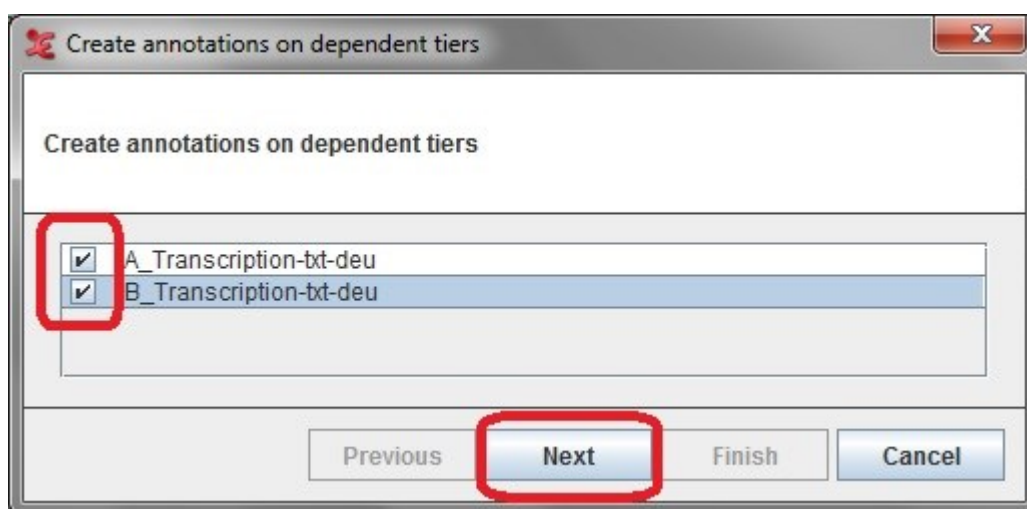 Create annotations on dependent tiers
Create annotations on dependent tiers
A_Transcription-txt-deu
B_Transcription-txt-deu
Previous Next Finish Cancel